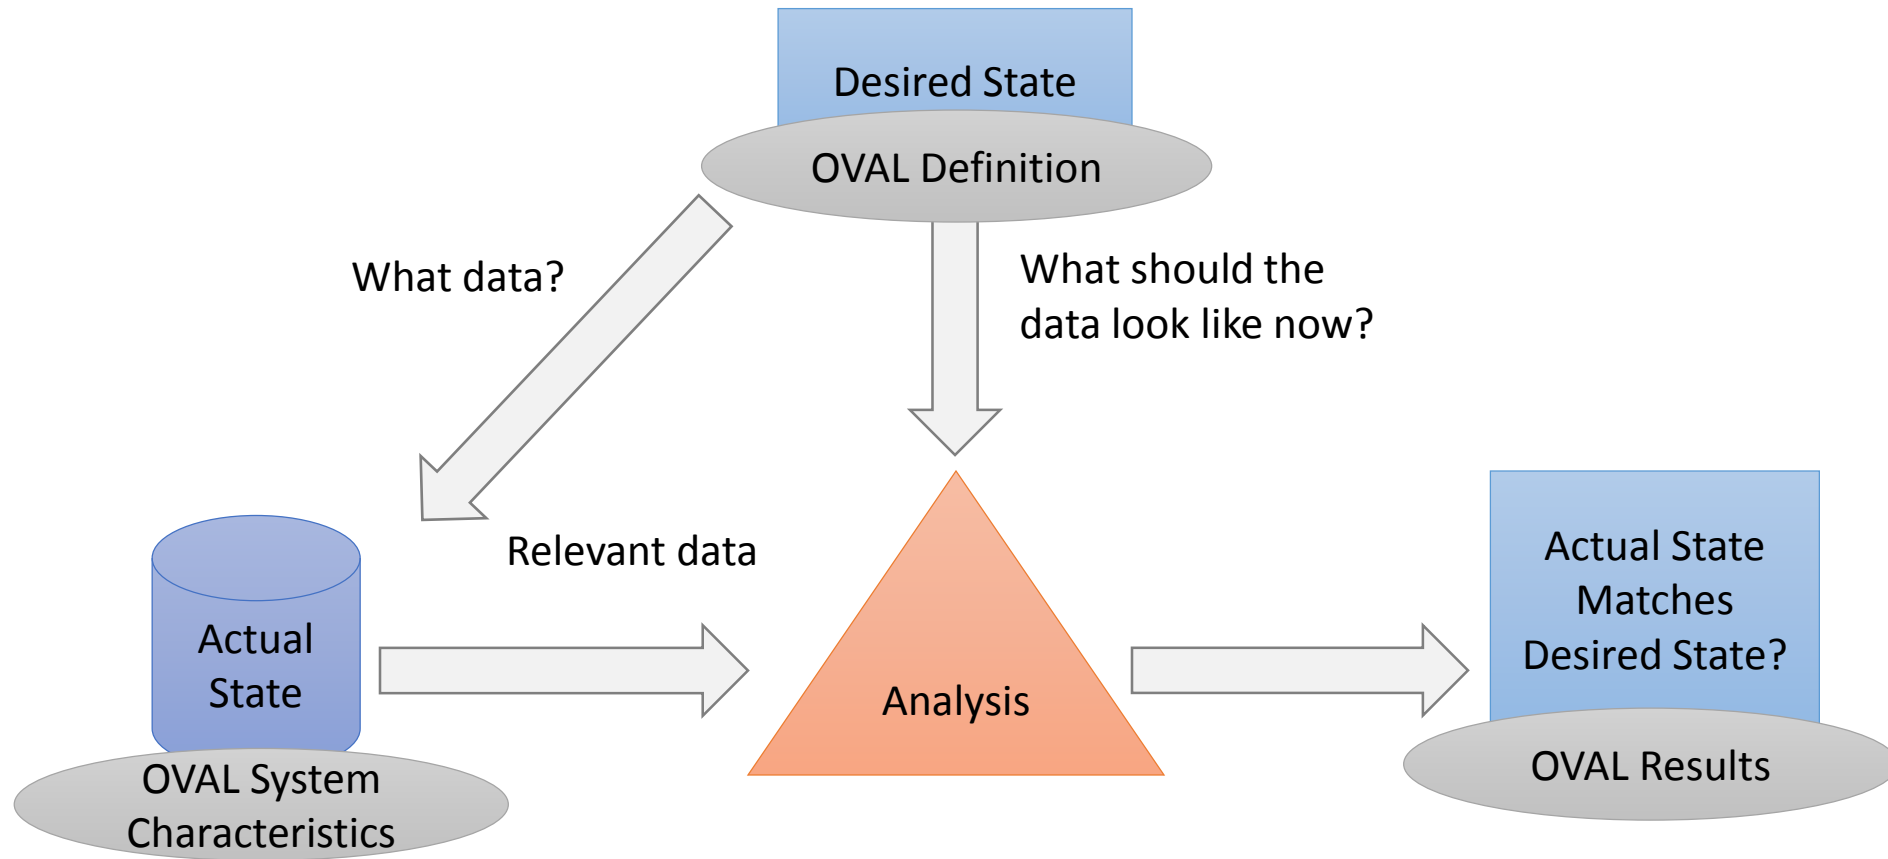 Desired State
OVAL Definition
What data?
What should the
data look like now?
Relevant data
Actual
State
OVAL System
Characteristics
Analysis
Actual State
Matches
Desired State?
OVAL Results